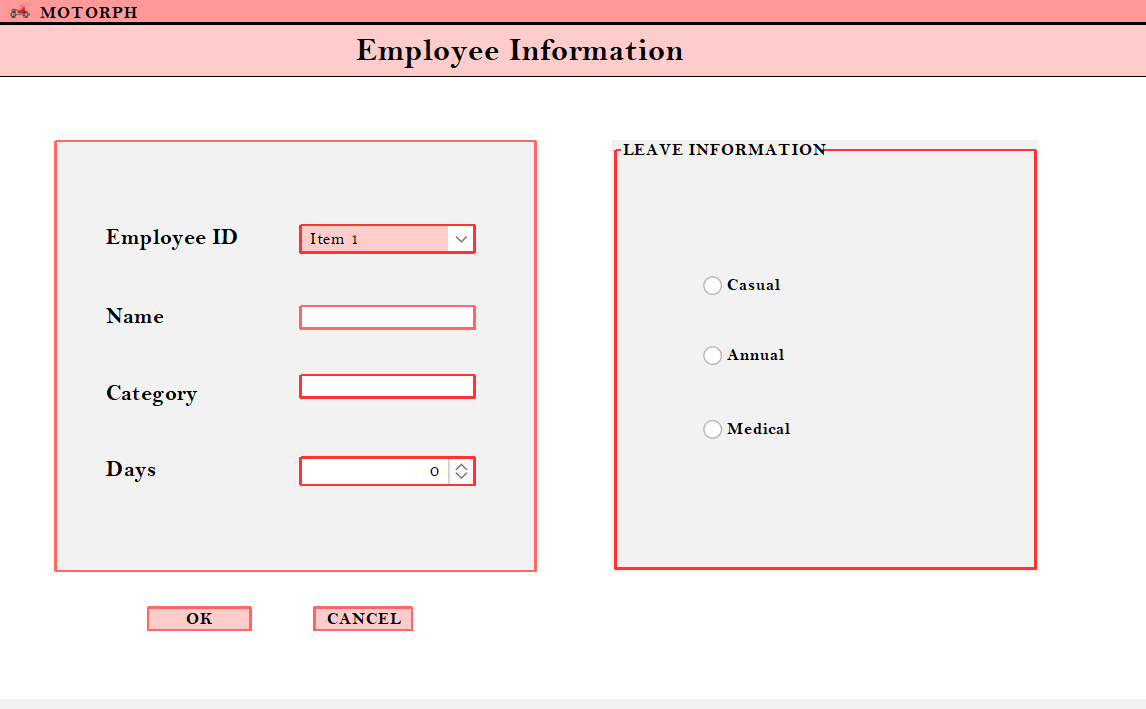 MOTORPH
Employee Information
Employee ID
Item 1
Name
Category
Days
0
LEAVE INFORMATION
Casual
Annual
Medical
OK
CANCEL